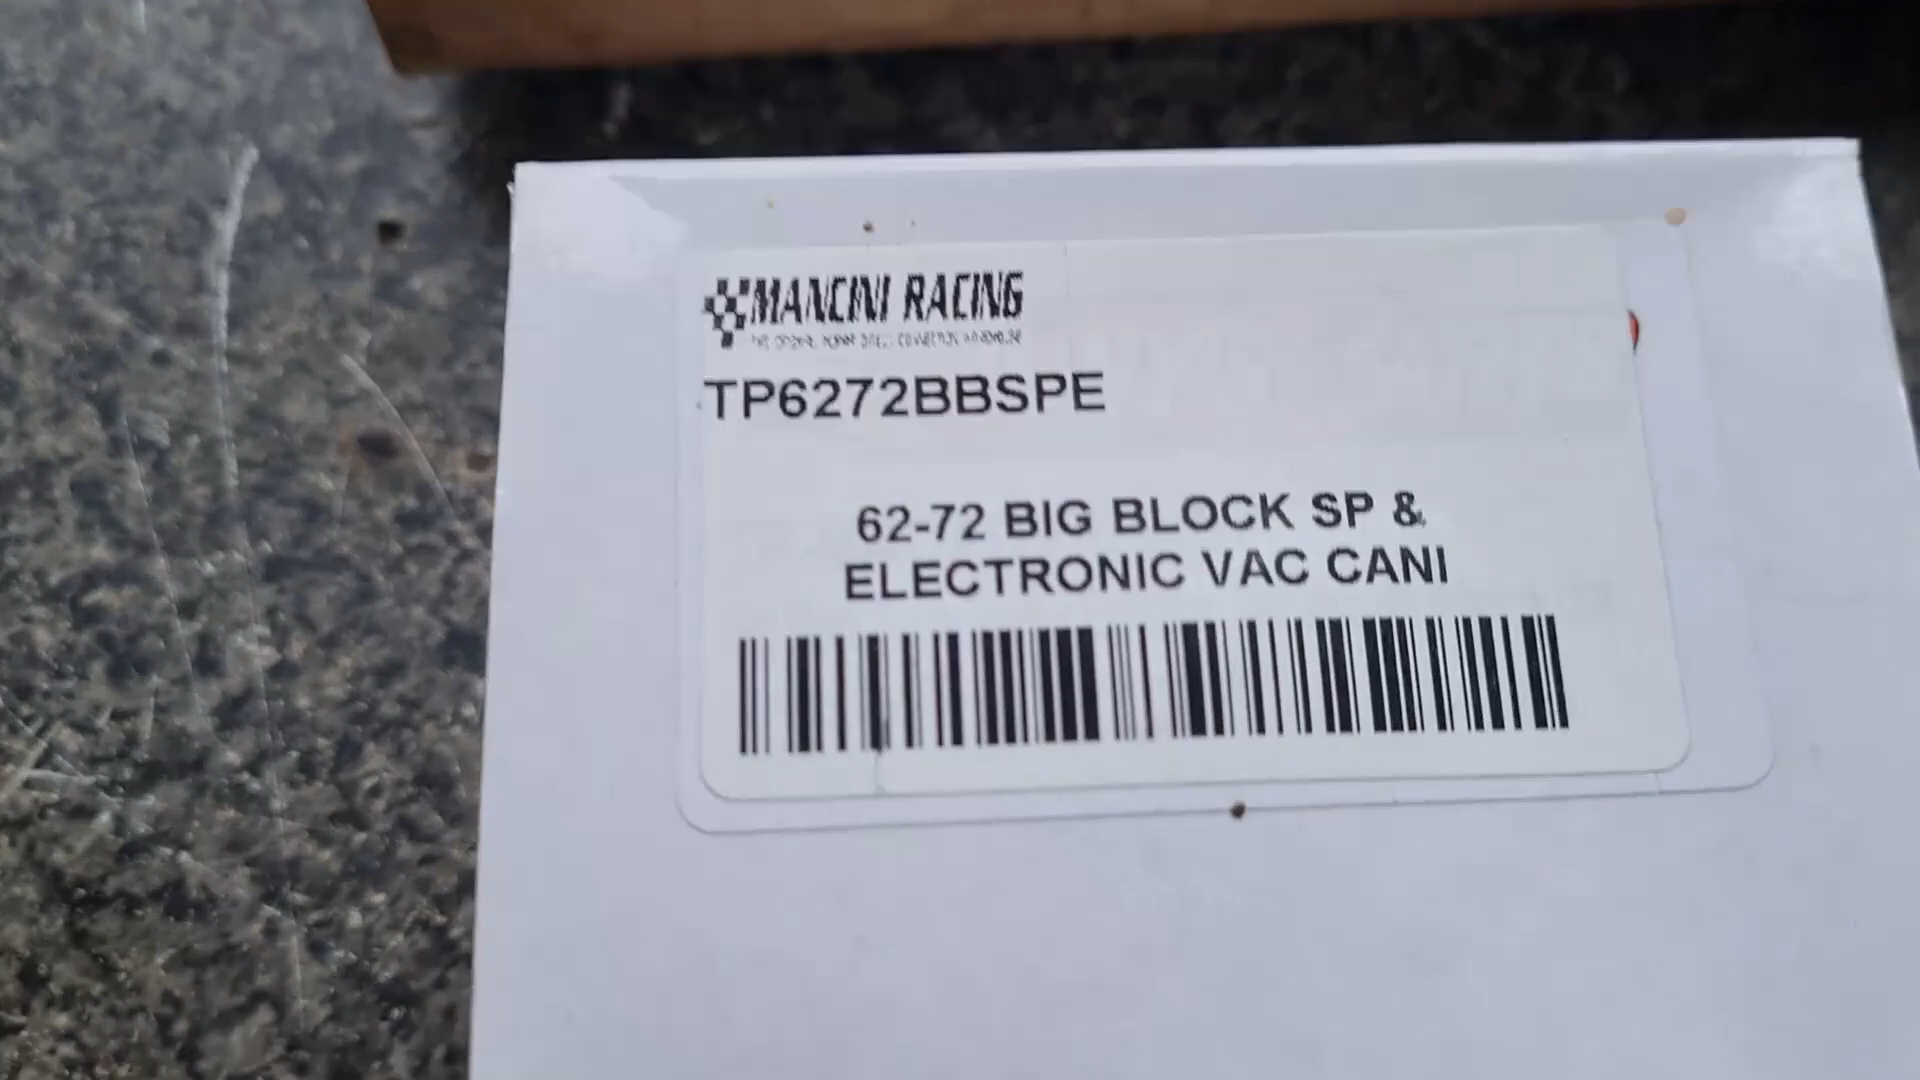 MANCINI RACING
TP6272BBSPE
62-72 BIG BLOCK SP &
ELECTRONIC VAC CANI